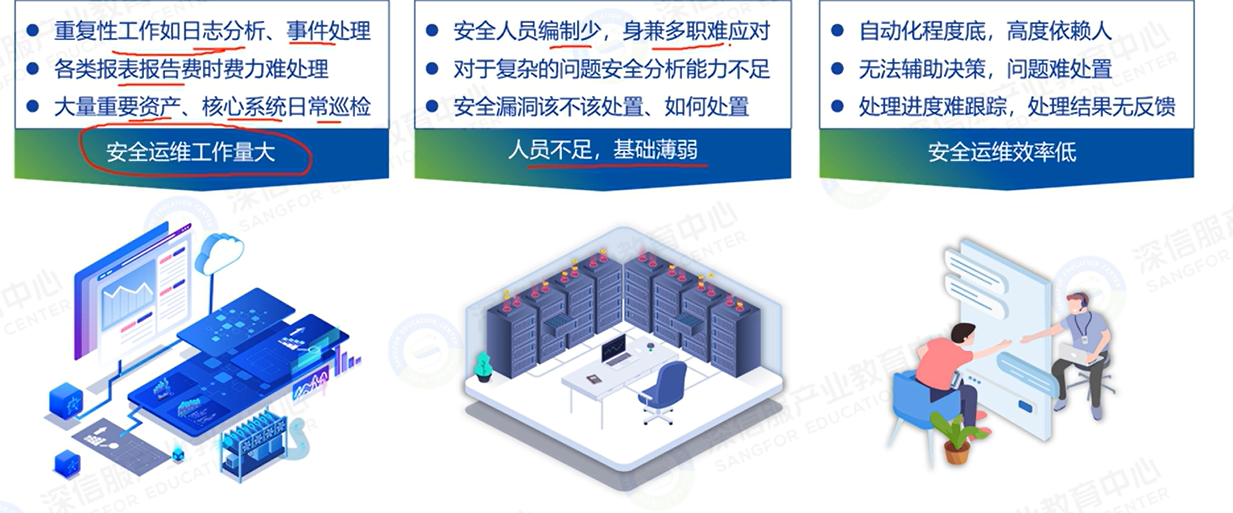 重复性工作如日志分析、事件处理
各类报表报告费时费力难处理
大量重要资产、核心系统日常巡检
安全运维工作量大
安全人员编制少，身兼多职难应对
对于复杂的问题安全分析能力不足
安全漏洞该不该处置、如何处置
人员不足，基础薄弱
自动化程度底，高度依赖人
无法辅助决策，问题难处置
处理进度难跟踪，处理结果无反馈
安全运维效率低
深信服产业教育中心
SANGFOR EDUCATION CENTER